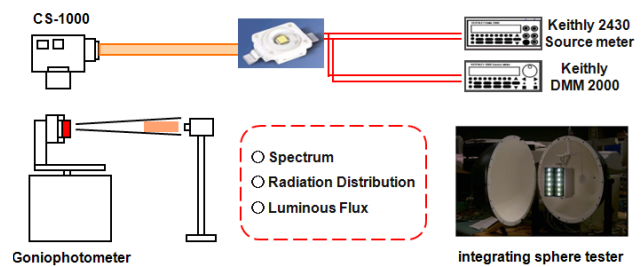 CS-1000
Keithly 2430
Source meter
Keithly
DMM 2000
Spectrum
Radiation Distribution
Luminous Flux
Goniophotometer
integrating sphere tester